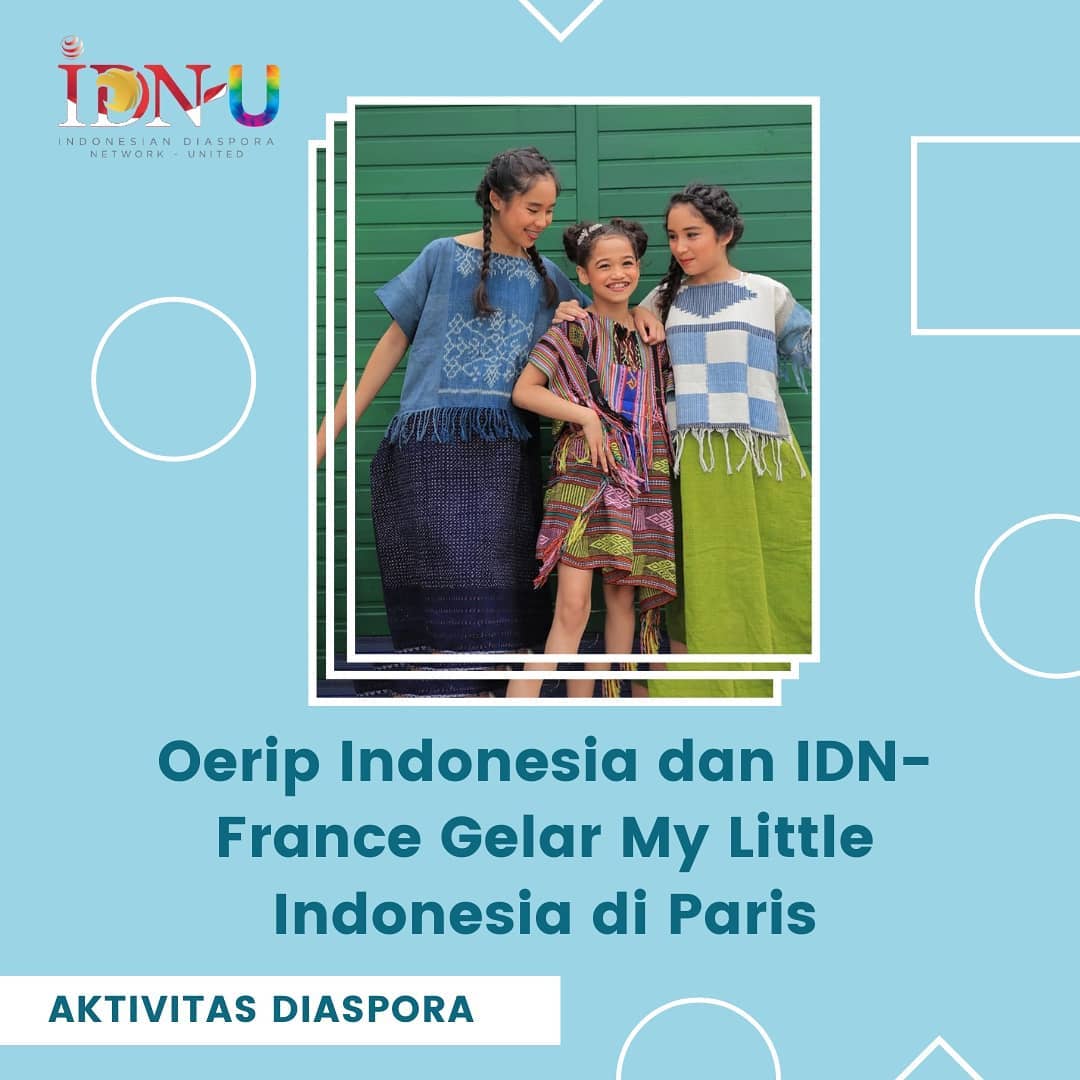 IDN-U
INDONESIAN DIASPORA
NETWORK - UNITED
Oerip Indonesia dan IDN-
France Gelar My Little
Indonesia di Paris
AKTIVITAS DIASPORA